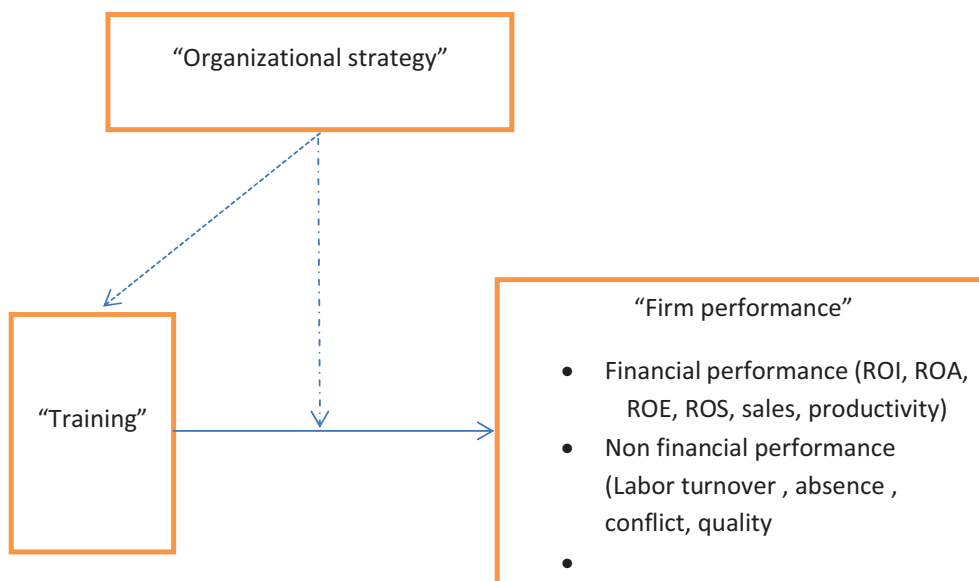 “Organizational strategy”
“Training”
“Firm performance”
• Financial performance (ROI, ROA,
ROE, ROS, sales, productivity)
• Non financial performance
(Labor turnover , absence ,
conflict, quality
•